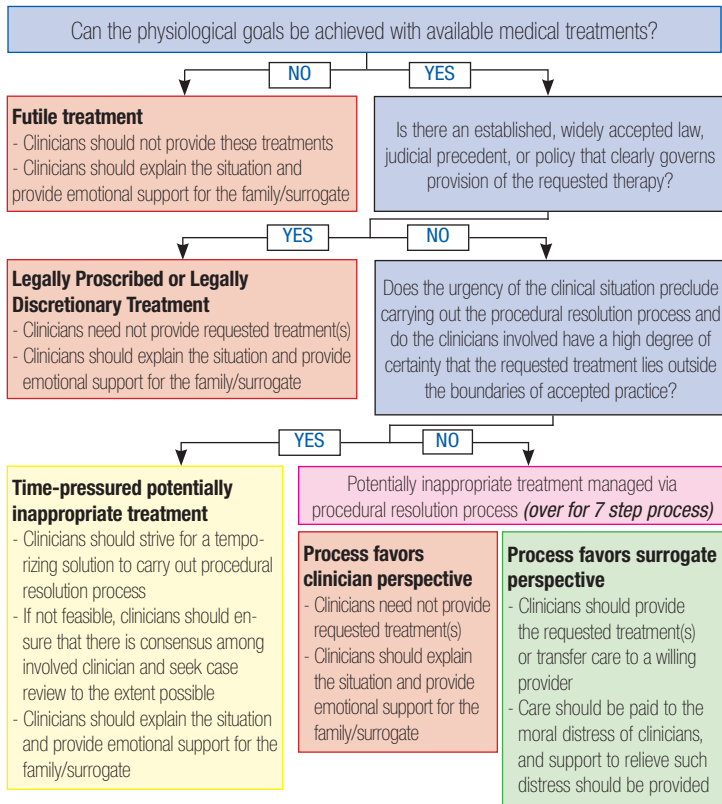 Can the physiological goals be achieved with available medical treatments?
NO
YES
Futile treatment
- Clinicians should not provide these treatments
- Clinicians should explain the situation and
provide emotional support for the family/surrogate
Is there an established, widely accepted law,
judicial precedent, or policy that clearly governs
provision of the requested therapy?
YES
NO
Legally Proscribed or Legally
Discretionary Treatment
- Clinicians need not provide requested treatment(s)
- Clinicians should explain the situation and provide
emotional support for the family/surrogate
Does the urgency of the clinical situation preclude
carrying out the procedural resolution process and
do the clinicians involved have a high degree of
certainty that the requested treatment lies outside
the boundaries of accepted practice?
YES
NO
Time-pressured potentially
inappropriate treatment
- Clinicians should strive for a tempo-
rizing solution to carry out procedural
resolution process
- If not feasible, clinicians should en-
sure that there is consensus among
involved clinician and seek case
review to the extent possible
- Clinicians should explain the situation
and provide emotional support for the
family/surrogate
Potentially inappropriate treatment managed via
procedural resolution process (over for 7 step process)
Process favors
clinician perspective
- Clinicians need not provide
requested treatment(s)
- Clinicians should explain
the situation and provide
emotional support for the
family/surrogate
Process favors surrogate
perspective
- Clinicians should provide
the requested treatment(s)
or transfer care to a willing
provider
- Care should be paid to the
moral distress of clinicians,
and support to relieve such
distress should be provided